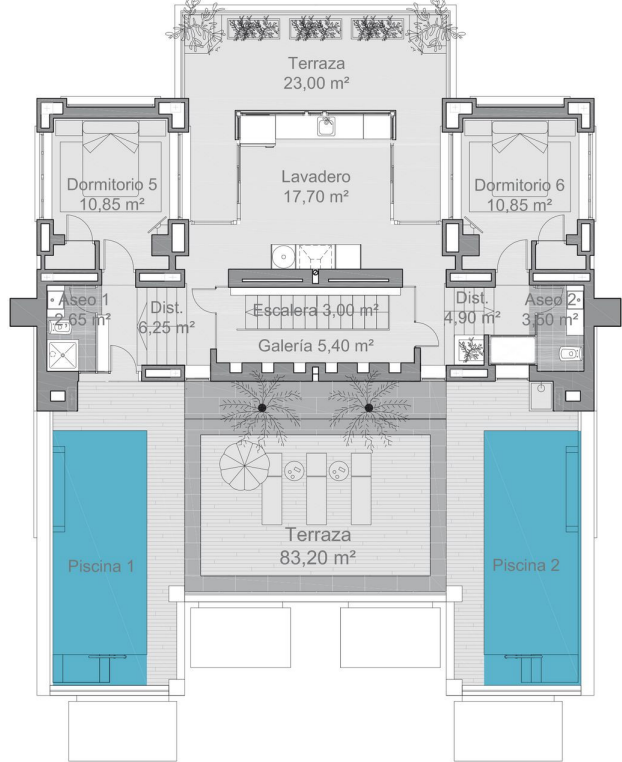 Terraza
23,00 m²
Dormitorio 5
10,85 m²
Lavadero
17,70 m²
Dormitorio 6
10,85 m²
Aseo 1
2,65 m²
Dist.
6,25 m²
Escalera 3,00 m²
Galería 5,40 m²
Dist.
4,90 m²
Aseo 2
3,50 m²
Terraza
83,20 m²
Piscina 1
Piscina 2